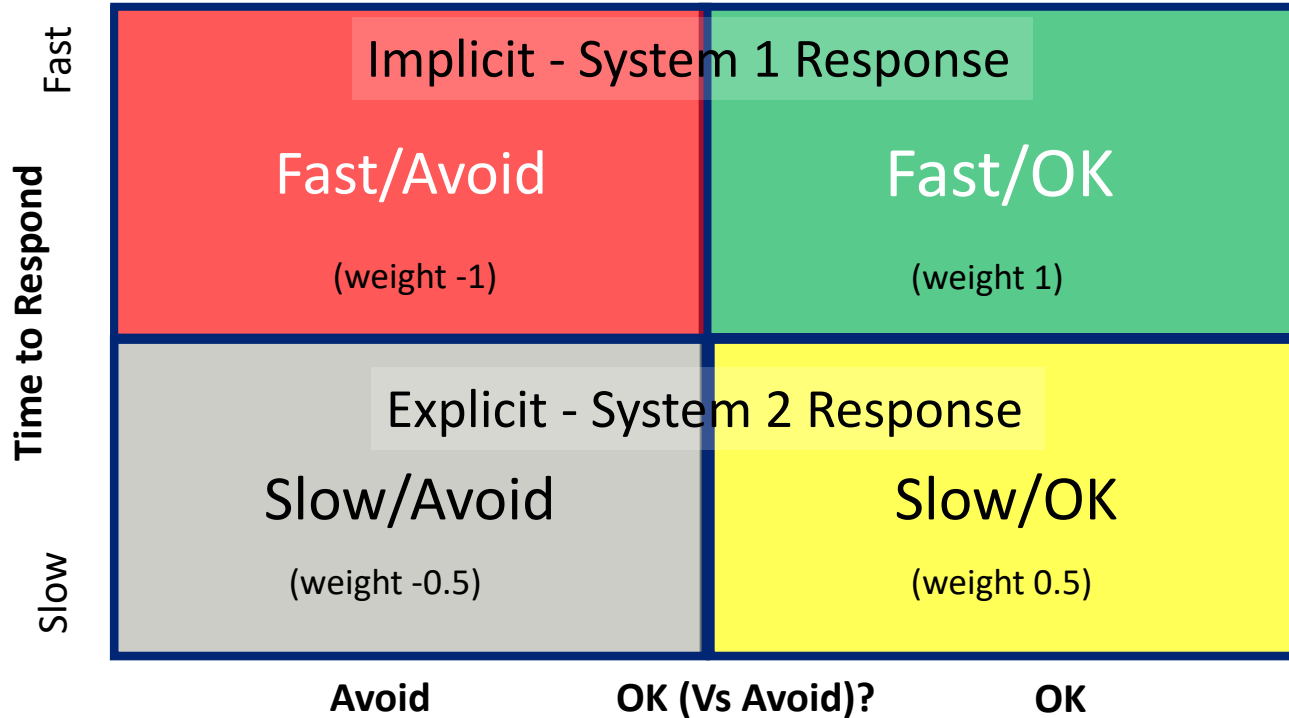 Fast
Implicit - System 1 Response
Fast/Avoid
Fast/OK
(weight -1)
(weight 1)
Time to Respond
Explicit - System 2 Response
Slow/Avoid
Slow/OK
(weight -0.5)
(weight 0.5)
Slow
Avoid
OK (Vs Avoid)?
OK